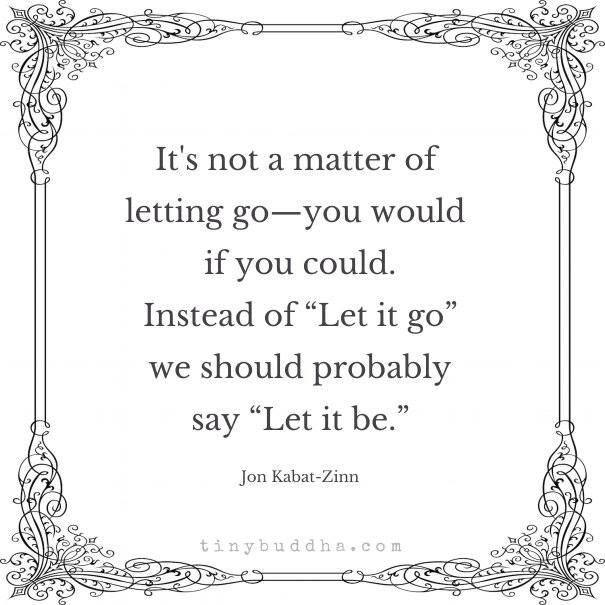 It's not a matter of
letting go—you would
if you could.
Instead of “Let it go”
we should probably
say “Let it be.”
Jon Kabat-Zinn
tinybuddha.com